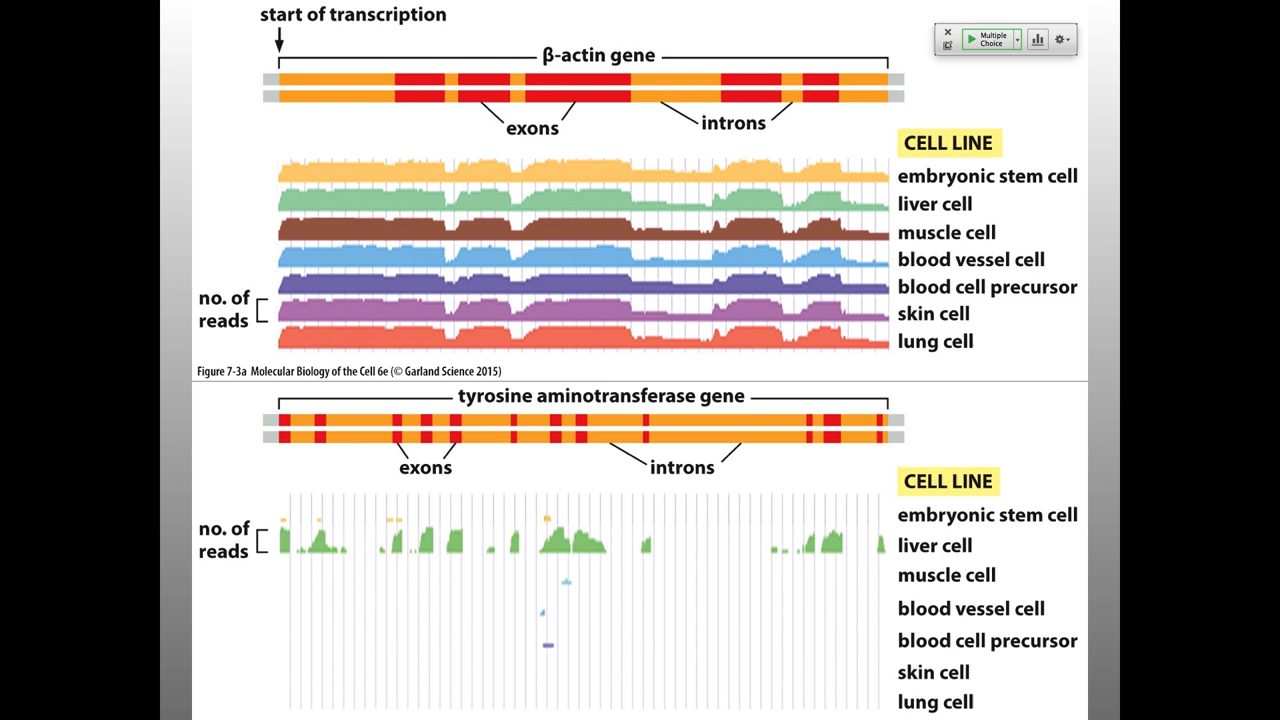 start of transcription
Multiple
Choice
β-actin gene
exons
introns
CELL LINE
embryonic stem cell
liver cell
muscle cell
blood vessel cell
blood cell precursor
no. of
reads
skin cell
lung cell
Figure 7-3a Molecular Biology of the Cell 6e (© Garland Science 2015)
tyrosine aminotransferase gene
exons
introns
CELL LINE
embryonic stem cell
no. of
reads
liver cell
muscle cell
blood vessel cell
blood cell precursor
skin cell
lung cell